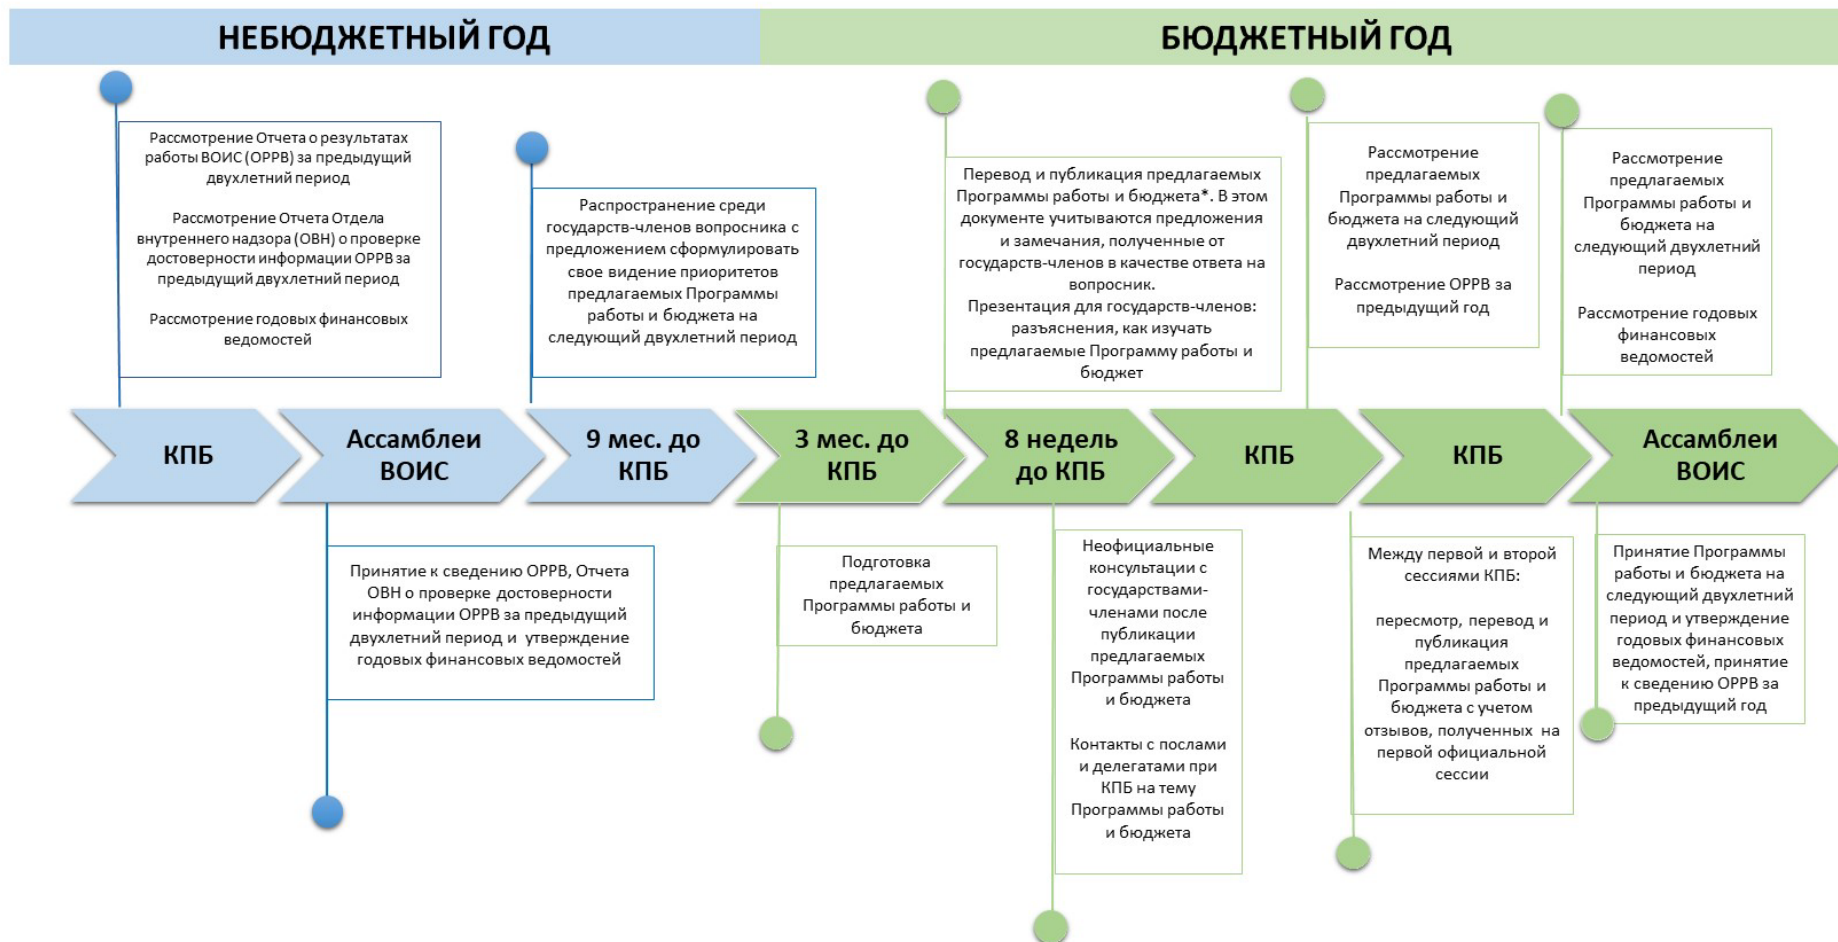 НЕБЮДЖЕТНЫЙ ГОД
БЮДЖЕТНЫЙ ГОД
Рассмотрение Отчета о результатах
работы ВОИС (ОРРВ) за предыдущий
двухлетний период
Рассмотрение Отчета Отдела
внутреннего надзора (ОВН) о проверке
достоверности информации ОРРВ за
предыдущий двухлетний период
Рассмотрение годовых финансовых
ведомостей
Распространение среди
государств-членов вопросника с
предложением сформулировать
свое видение приоритетов
предлагаемых Программы
работы и бюджета на
следующий двухлетний период
Перевод и публикация предлагаемых
Программы работы и бюджета*. В этом
документе учитываются предложения
и замечания, полученные от
государств-членов в качестве ответа на
вопросник.
Презентация для государств-членов:
разъяснения, как изучать
предлагаемые Программу работы и
бюджет
Рассмотрение
предлагаемых
Программы работы и
бюджета на следующий
двухлетний период
Рассмотрение ОРРВ за
предыдущий год
Рассмотрение
предлагаемых
Программы работы и
бюджета на
следующий двухлетний
период
Рассмотрение годовых
финансовых
ведомостей
КПБ
Ассамблеи
ВОИС
9 мес. до
КПБ
3 мес. до
КПБ
8 недель
до КПБ
КПБ
КПБ
Ассамблеи
ВОИС
Принятие к сведению ОРРВ, Отчета
ОВН о проверке достоверности
информации ОРРВ за предыдущий
двухлетний период и утверждение
годовых финансовых ведомостей
Подготовка
предлагаемых
Программы работы и
бюджета
Неофициальные
консультации с
государствами-
членами после
публикации
предлагаемых
Программы работы
и бюджета
Контакты с послами
и делегатами при
КПБ на тему
Программы работы
и бюджета
Между первой и второй
сессиями КПБ:
пересмотр, перевод и
публикация
предлагаемых
Программы работы и
бюджета с учетом
отзывов, полученных на
первой официальной
сессии
Принятие Программы
работы и бюджета на
следующий двухлетний
период и утверждение
годовых финансовых
ведомостей, принятие
к сведению ОРРВ за
предыдущий год